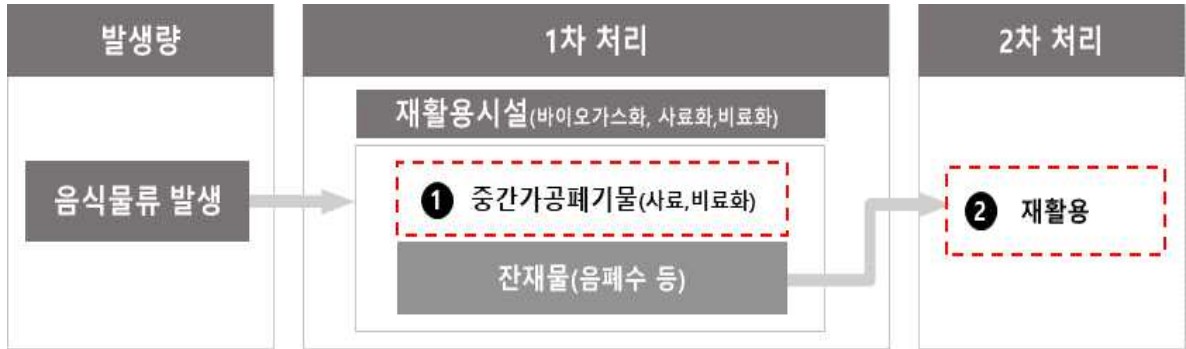 발생량
1차 처리
2차 처리
재활용시설(바이오가스화, 사료화,비료화)
음식물류 발생
❶ 중간가공폐기물(사료,비료화)
❷ 재활용
잔재물(음폐수 등)